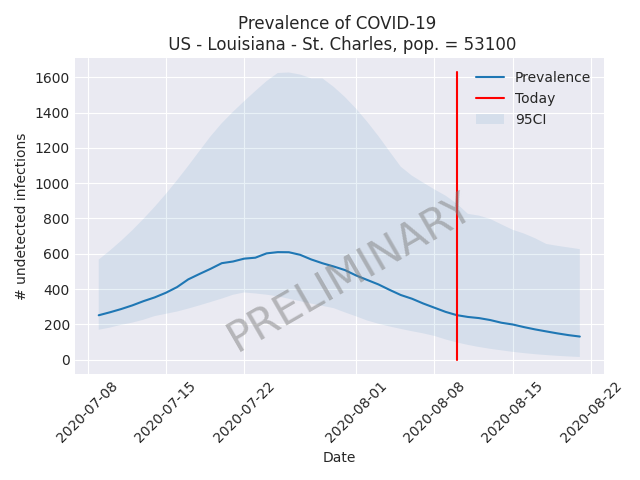 Prevalence of COVID-19
US - Louisiana - St. Charles, pop. = 53100
# undetected infections
1600
1400
1200
1000
800
600
400
200
0
Prevalence
Today
95CI
PRELIMINARY
2020-07-08
2020-07-15
2020-07-22
2020-08-01
2020-08-08
2020-08-15
2020-08-22
Date